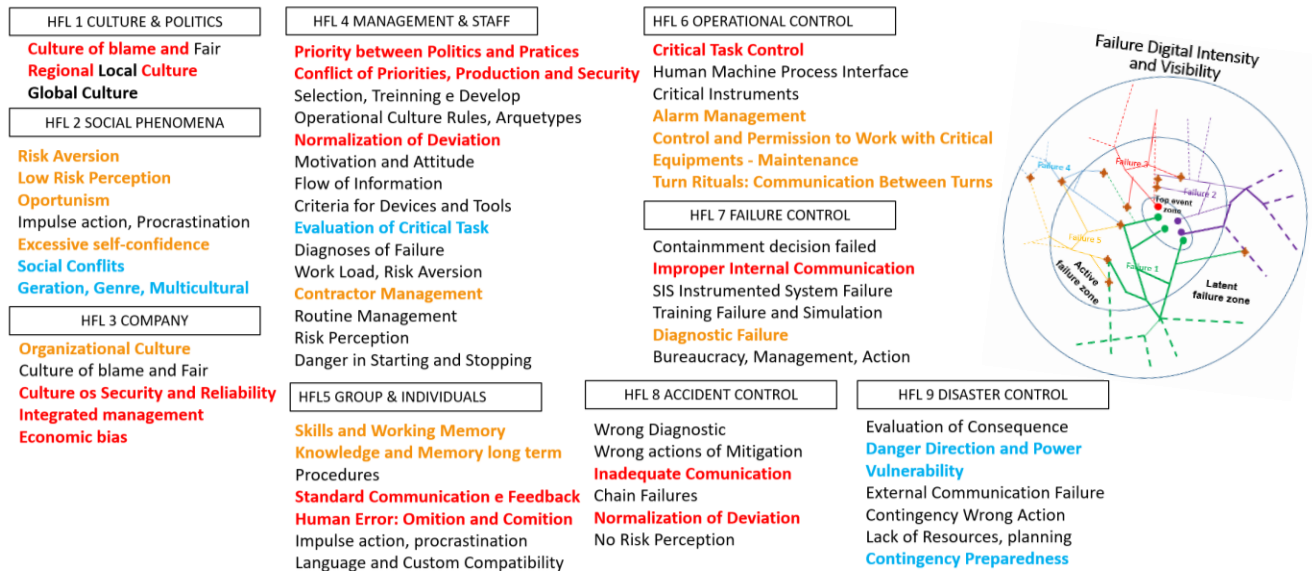 HFL 1 CULTURE & POLITICS
Culture of blame and Fair
Regional Local Culture
Global Culture
HFL 2 SOCIAL PHENOMENA
Risk Aversion
Low Risk Perception
Oportunism
Impulse action, Procrastination
Excessive self-confidence
Social Conflits
Geration, Genre, Multicultural
HFL 3 COMPANY
Organizational Culture
Culture of blame and Fair
Culture os Security and Reliability
Integrated management
Economic bias
HFL 4 MANAGEMENT & STAFF
Priority between Politics and Pratices
Conflict of Priorities, Production and Security
Selection, Treinning e Develop
Operational Culture Rules, Arquetypes
Normalization of Deviation
Motivation and Attitude
Flow of Information
Criteria for Devices and Tools
Evaluation of Critical Task
Diagnoses of Failure
Work Load, Risk Aversion
Contractor Management
Routine Management
Risk Perception
Danger in Starting and Stopping
HFL5 GROUP & INDIVIDUALS
Skills and Working Memory
Knowledge and Memory long term
Procedures
Standard Communication e Feedback
Human Error: Omition and Comition
Impulse action, procrastination
Language and Custom Compatibility
HFL 6 OPERATIONAL CONTROL
Critical Task Control
Human Machine Process Interface
Critical Instruments
Alarm Management
Control and Permission to Work with Critical
Equipments - Maintenance
Turn Rituals: Communication Between Turns
HFL 7 FAILURE CONTROL
Containmment decision failed
Improper Internal Communication
SIS Instrumented System Failure
Training Failure and Simulation
Diagnostic Failure
Bureaucracy, Management, Action
HFL 8 ACCIDENT CONTROL
Wrong Diagnostic
Wrong actions of Mitigation
Inadequate Comunication
Chain Failures
Normalization of Deviation
No Risk Perception
HFL 9 DISASTER CONTROL
Evaluation of Consequence
Danger Direction and Power
Vulnerability
External Communication Failure
Contingency Wrong Action
Lack of Resources, planning
Contingency Preparedness
Failure Digital Intensity
and Visibility
Failure 4
Failure 3
Failure 2
Top event
zone
Failure 5
Failure 1
Active
failure zone
Latent
failure zone